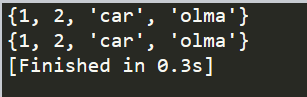 {1, 2, 'car', 'olma'}
{1, 2, 'car', 'olma'}
[Finished in 0.3s]